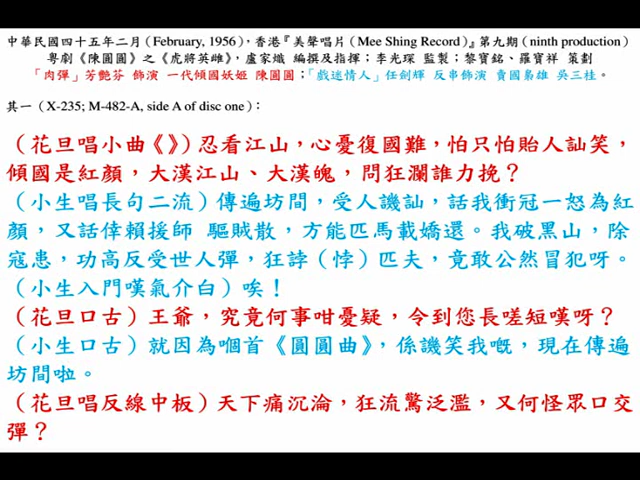 中華民國四十五年二月（February, 1956），香港『美聲唱片（Mee Shing Record）』第九期（ninth production）
粵劇《陳圓圓》之《虎將英雌》，盧家熾 編撰及指揮；李光琛 監製；黎寶銘、羅寶祥 策劃
「肉彈」芳艷芬 飾演 一代傾國妖姬 陳圓圓；「戲迷情人」任劍輝 反串飾演 賣國梟雄 吳三桂。
其一（X-235; M-482-A, side A of disc one）：
（花旦唱小曲《》）忍看江山，心憂復國難，怕只怕貽人訕笑，
傾國是紅顏，大漢江山、大漢魄，問狂瀾誰力挽？
（小生唱長句二流）傳遍坊間，受人譏訕，話我衝冠一怒為紅
顏，又話倖賴援師 驅賊散，方能匹馬載嬌還。我破黑山，除
寇患，功高反受世人彈，狂誖（悖）匹夫，竟敢公然冒犯呀。
（小生入門嘆氣介白）唉！
（花旦口古）王爺，究竟何事咁憂疑，令到您長嗟短嘆呀？
（小生口古）就因為嗰首《圓圓曲》，係譏笑我嘅，現在傳遍
坊間啦。
（花旦唱反線中板）天下痛沉淪，狂流驚泛濫，又何怪眾口交
彈？